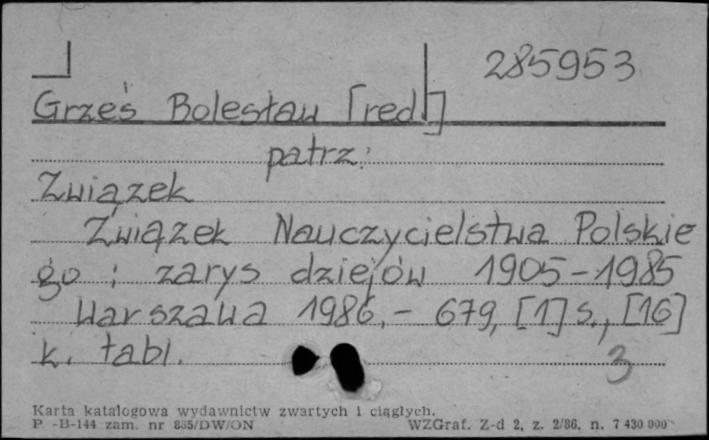 285953
Grześ Bolesław [red.]
patrz:
Związek
Związek Nauczycielstwa Polskie
go : zarys dziejów 1905-1985
Warszawa 1986.- 679, [1] s., [16]
k. tabl.
3
Karta katalogowa wydawnictw zwartych i ciągłych.
P.-B-144 zam. nr 835/DW/ON WZGraf. Z-d 2, z. 2/86, n. 7 430 000